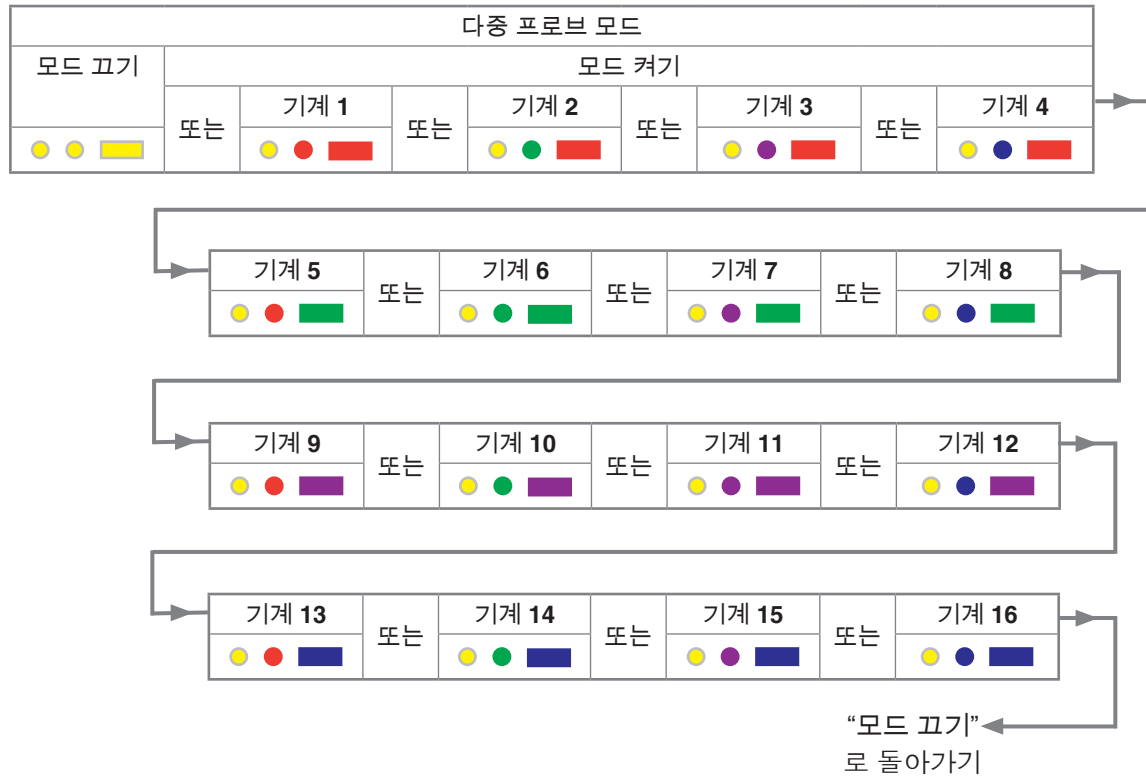 다중 프로브 모드
모드 끄기
모드 켜기
또는
기계 1
또는
기계 2
또는
기계 3
또는
기계 4
기계 5
또는
기계 6
또는
기계 7
또는
기계 8
기계 9
또는
기계 10
또는
기계 11
또는
기계 12
기계 13
또는
기계 14
또는
기계 15
또는
기계 16
“모드 끄기”
로 돌아가기